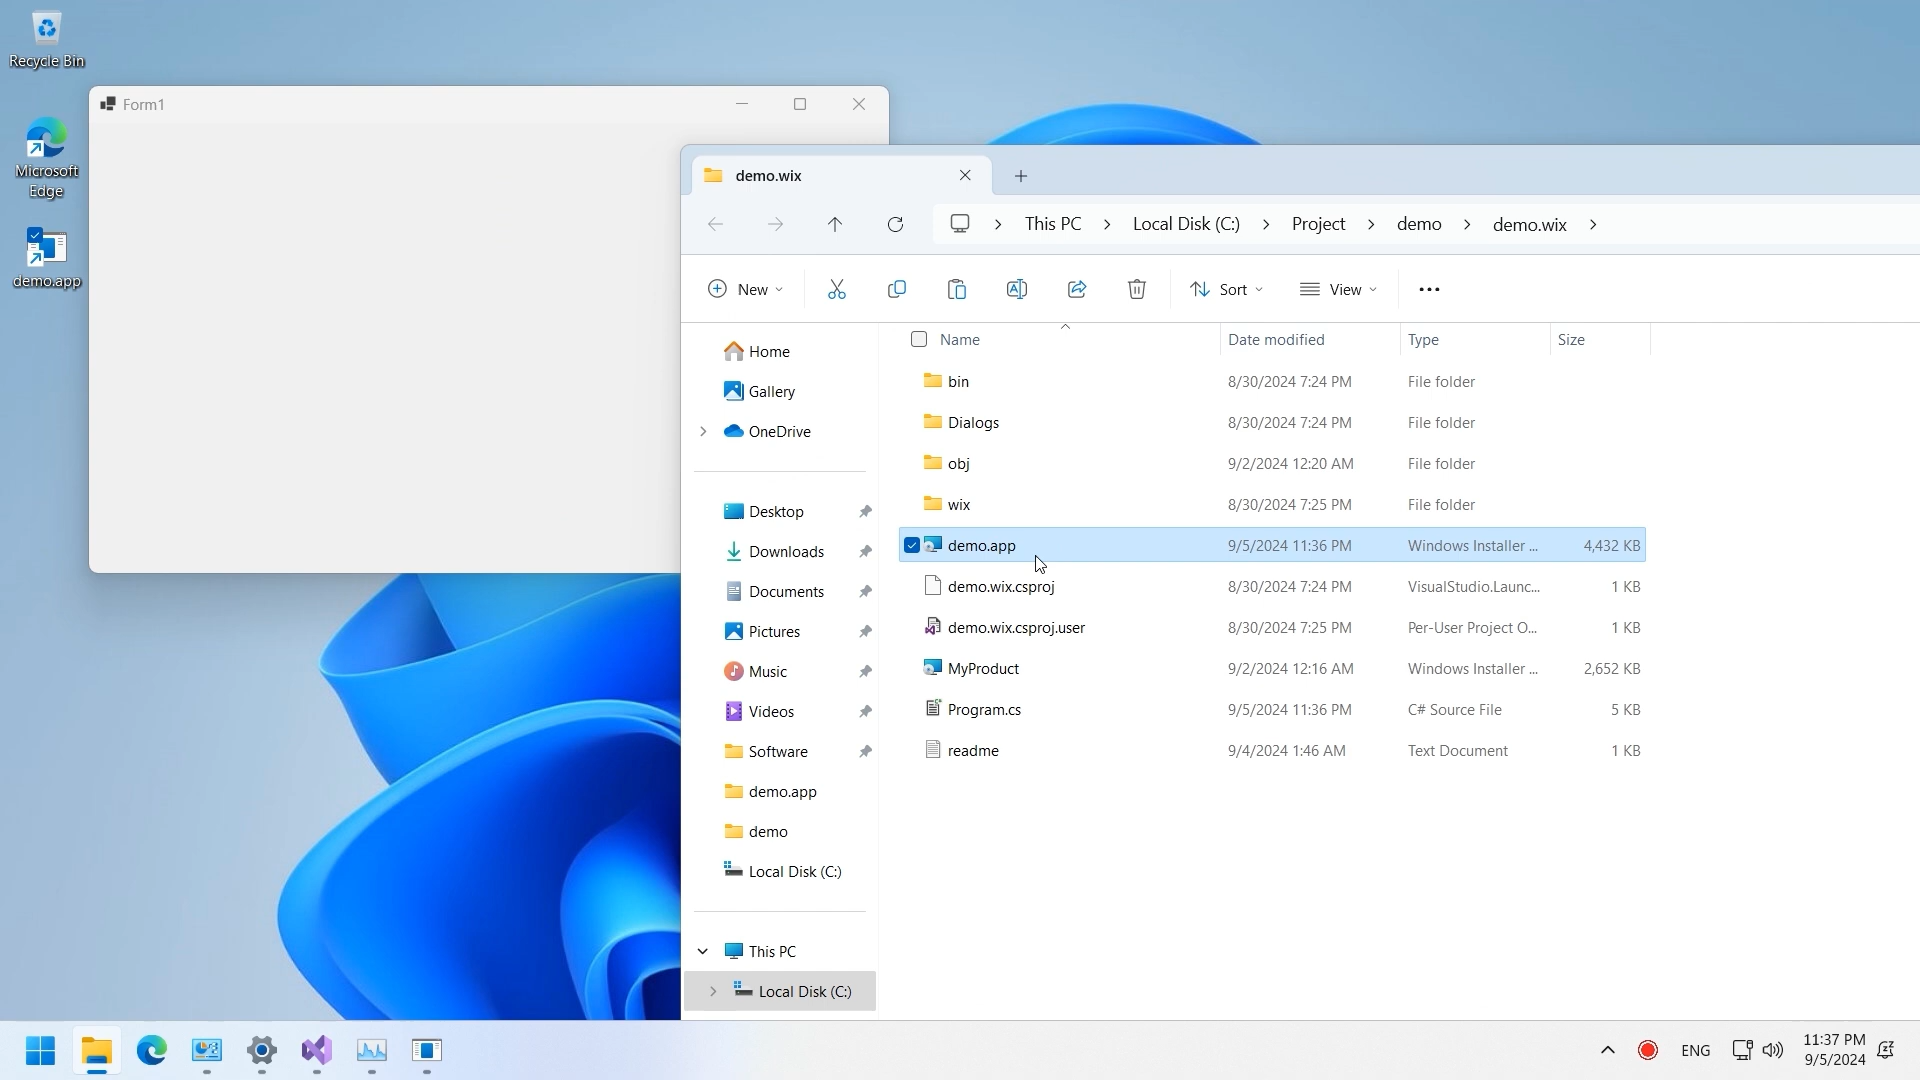 Recycle Bin
Microsoft
Edge
demo.app
Form1
demo.wix
This PC
Local Disk (C:)
Project
demo
demo.wix
New
Sort
View
Name
Date modified
Type
Size
Home
Gallery
OneDrive
Desktop
Downloads
Documents
Pictures
Music
Videos
Software
demo.app
demo
Local Disk (C:)
This PC
Local Disk (C:)
bin 8/30/2024 7:24 PM File folder
Dialogs 8/30/2024 7:24 PM File folder
obj 9/2/2024 12:20 AM File folder
wix 8/30/2024 7:25 PM File folder
demo.app 9/5/2024 11:36 PM Windows Installer ... 4,432 KB
demo.wix.csproj 8/30/2024 7:24 PM VisualStudio.Launc... 1 KB
demo.wix.csproj.user 8/30/2024 7:25 PM Per-User Project O... 1 KB
MyProduct 9/2/2024 12:16 AM Windows Installer ... 2,652 KB
Program.cs 9/5/2024 11:36 PM C# Source File 5 KB
readme 9/4/2024 1:46 AM Text Document 1 KB
ENG
11:37 PM
9/5/2024